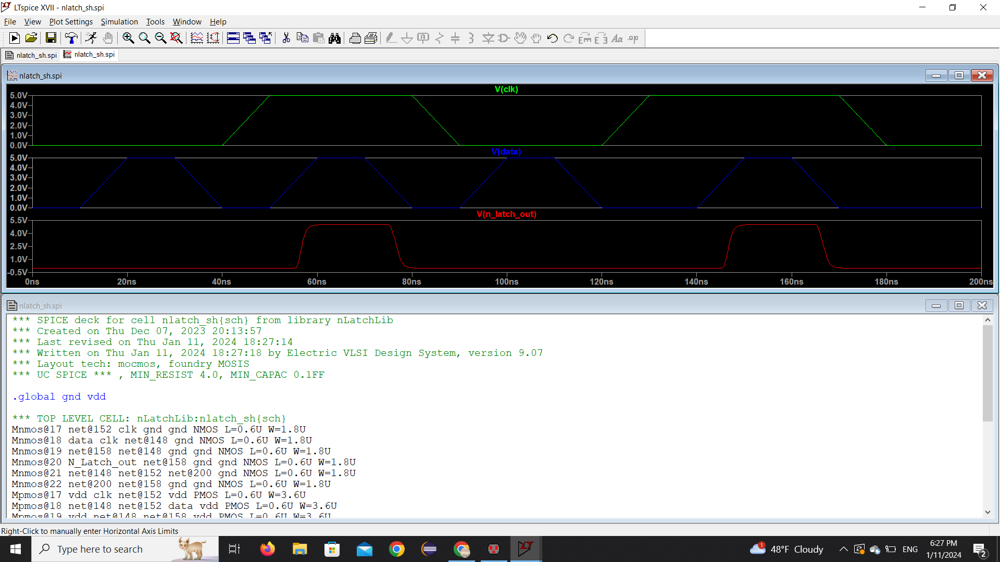 LTspice XVII - nlatch_sh.spi
File View Plot Settings Simulation Tools Window Help
nlatch_sh.spi nlatch_sh.spi
nlatch_sh.spi
V(clk)
5.0V
4.0V
3.0V
2.0V
1.0V
0.0V
V(data)
5.0V
4.0V
3.0V
2.0V
1.0V
0.0V
V(n_latch_out)
5.5V
4.0V
2.5V
1.0V
-0.5V
0ns 20ns 40ns 60ns 80ns 100ns 120ns 140ns 160ns 180ns 200ns
nlatch_sh.spi
*** SPICE deck for cell nlatch_sh{sch} from library nLatchLib
*** Created on Thu Dec 07, 2023 20:13:57
*** Last revised on Thu Jan 11, 2024 18:27:14
*** Written on Thu Jan 11, 2024 18:27:18 by Electric VLSI Design System, version 9.07
*** Layout tech: mocmos, foundry MOSIS
*** UC SPICE *** , MIN_RESIST 4.0, MIN_CAPAC 0.1FF
.global gnd vdd
*** TOP LEVEL CELL: nLatchLib:nlatch_sh{sch}
Mnmos@17 net@152 clk gnd gnd NMOS L=0.6U W=1.8U
Mnmos@18 data clk net@148 gnd NMOS L=0.6U W=1.8U
Mnmos@19 net@158 net@148 gnd gnd NMOS L=0.6U W=1.8U
Mnmos@20 N_Latch_out net@158 gnd gnd NMOS L=0.6U W=1.8U
Mnmos@21 net@148 net@152 net@200 gnd NMOS L=0.6U W=1.8U
Mnmos@22 net@200 net@158 gnd gnd NMOS L=0.6U W=1.8U
Mpmos@17 vdd clk net@152 vdd PMOS L=0.6U W=3.6U
Mpmos@18 net@148 net@152 data vdd PMOS L=0.6U W=3.6U
Mpmos@19 vdd net@148 net@158 vdd PMOS L=0.6U W=3.6U
Right-Click to manually enter Horizontal Axis Limits
Type here to search
1
48°F Cloudy
ENG
6:27 PM
1/11/2024
2